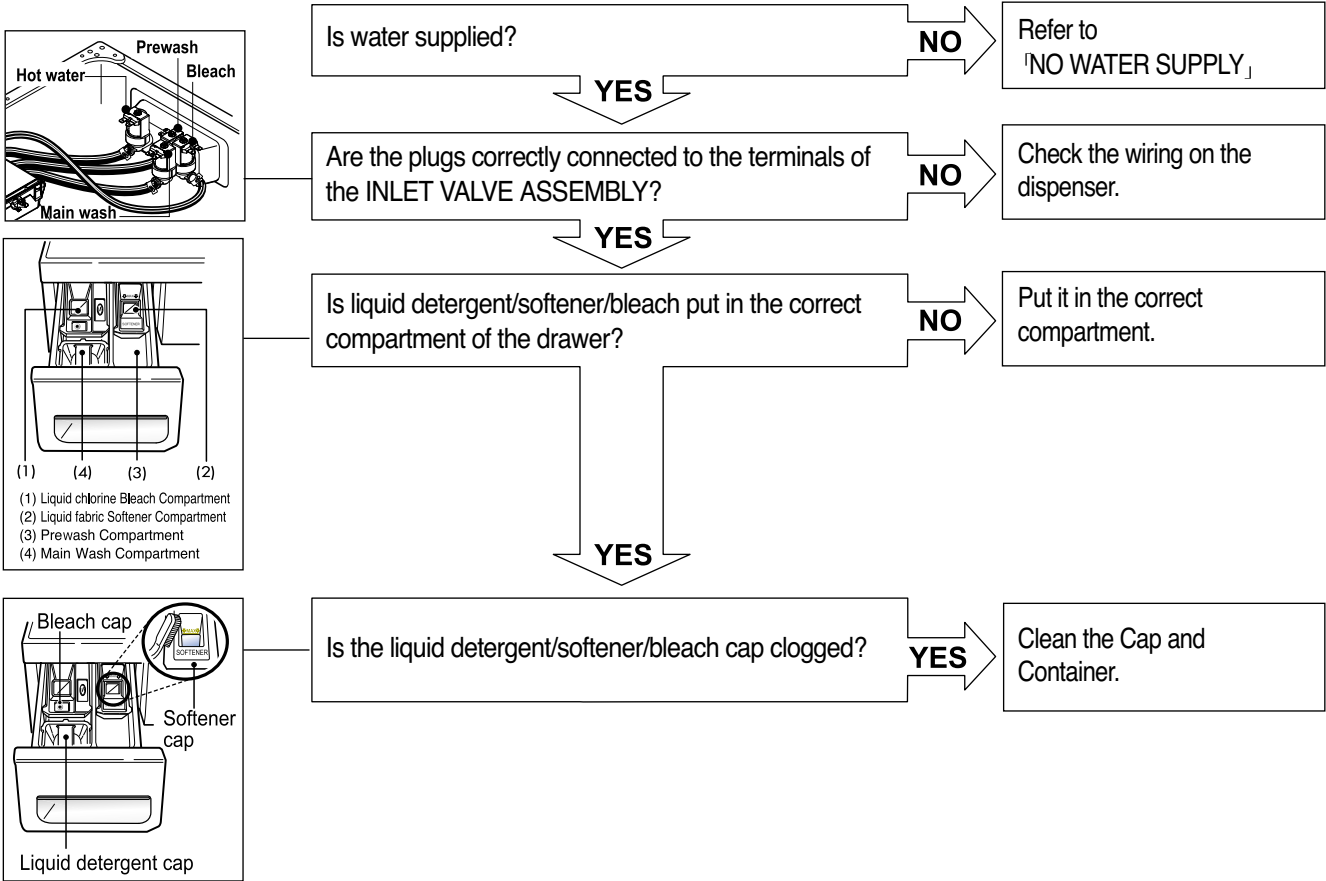 Is water supplied?
NO
Refer to
「NO WATER SUPPLY」
YES
Prewash
Hot water
Bleach
Main wash
Are the plugs correctly connected to the terminals of
the INLET VALVE ASSEMBLY?
NO
Check the wiring on the
dispenser.
YES
Is liquid detergent/softener/bleach put in the correct
compartment of the drawer?
NO
Put it in the correct
compartment.
MAX
SOFTENER
(1) (4) (3) (2)
(1) Liquid chlorine Bleach Compartment
(2) Liquid fabric Softener Compartment
(3) Prewash Compartment
(4) Main Wash Compartment
YES
Is the liquid detergent/softener/bleach cap clogged?
YES
Clean the Cap and
Container.
Bleach cap
MAX
SOFTENER
Softener
cap
Liquid detergent cap